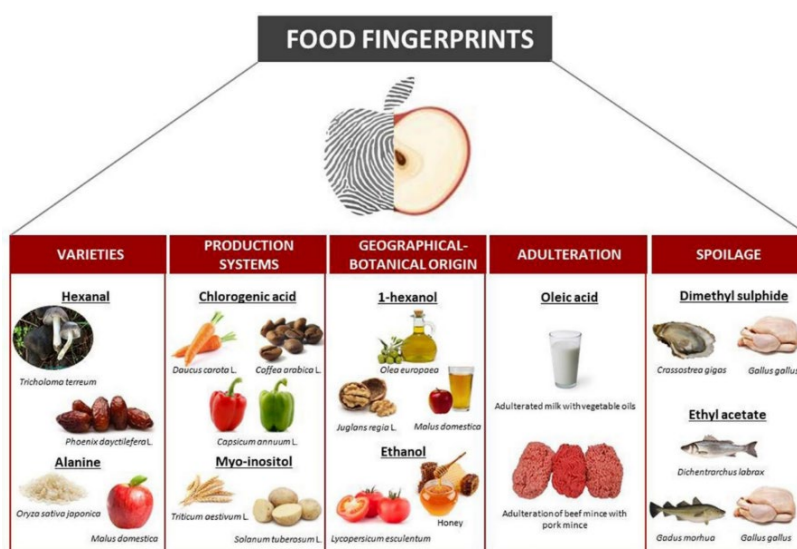 FOOD FINGERPRINTS
VARIETIES
Hexanal
Tricholoma terreum
Phoenix dayctilefera L.
Alanine
Oryza sativa japonica
Malus domestica
PRODUCTION
SYSTEMS
Chlorogenic acid
Daucus carota L.
Coffea arabica L.
Capsicum annuum L.
Myo-inositol
Triticum aestivum L.
Solanum tuberosum L.
GEOGRAPHICAL-
BOTANICAL ORIGIN
1-hexanol
Olea europaea
Juglans regia L.
Malus domestica
Ethanol
Honey
Lycopersicum esculentum
ADULTERATION
Oleic acid
Adulterated milk with vegetable oils
Adulteration of beef mince with
pork mince
SPOILAGE
Dimethyl sulphide
Crassostrea gigas
Gallus gallus
Ethyl acetate
Dichentrarchus labrax
Gadus morhua
Gallus gallus